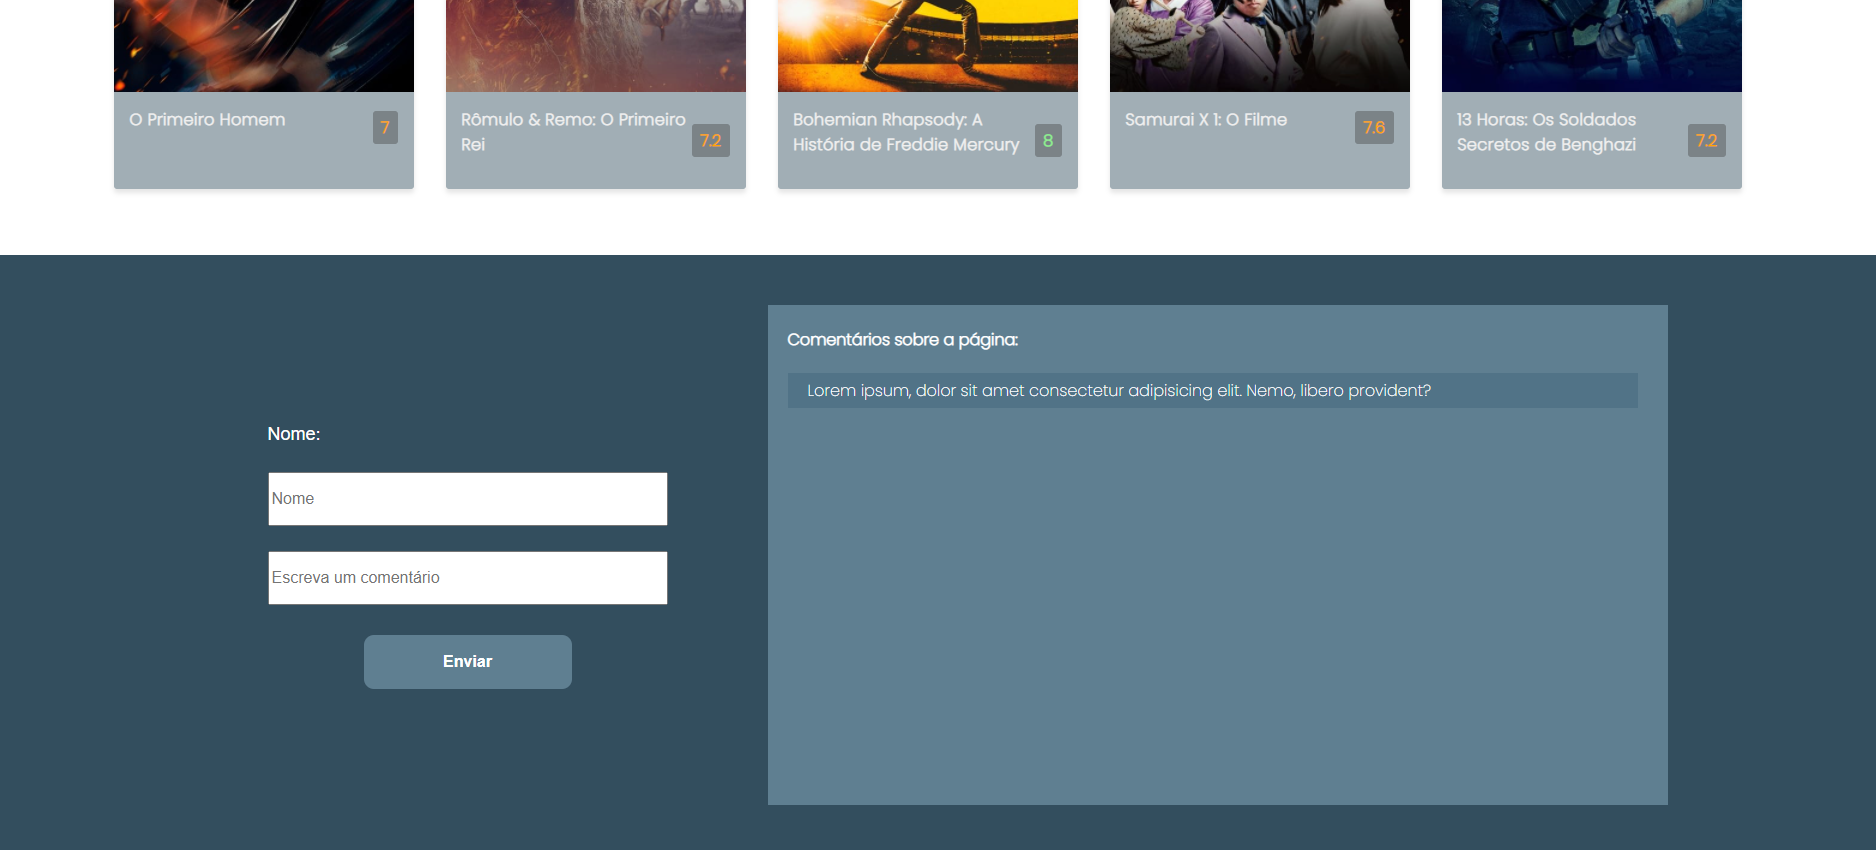 O Primeiro Homem
7
Rômulo & Remo: O Primeiro
Rei
7.2
Bohemian Rhapsody: A
História de Freddie Mercury
8
Samurai X 1: O Filme
7.6
13 Horas: Os Soldados
Secretos de Benghazi
7.2
Nome:
Nome
Escreva um comentário
Enviar
Comentários sobre a página:
Lorem ipsum, dolor sit amet consectetur adipisicing elit. Nemo, libero provident?